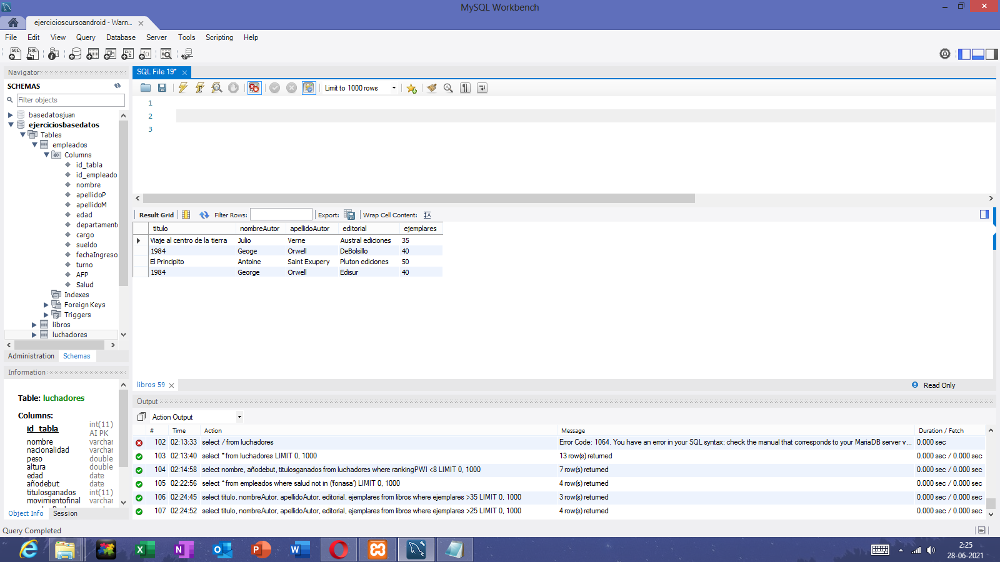 MySQL Workbench
ejercicioscursoandroid - Warn...
File Edit View Query Database Server Tools Scripting Help
Navigator
SCHEMAS
Filter objects
basedatosjuan
ejerciciosbasedatos
Tables
empleados
Columns
id_tabla
id_empleado
nombre
apellidoP
apellidoM
edad
departament
cargo
sueldo
fechaIngreso
turno
AFP
Salud
Indexes
Foreign Keys
Triggers
libros
luchadores
Administration Schemas
Information
Table: luchadores
Columns:
id_tabla int(11)
AI PK
nombre varchar
nacionalidad varchar
peso double
altura double
edad date
añodebut date
titulosganados int(11)
movimientofinal varchar
Object Info Session
SQL File 19*
Limit to 1000 rows
1
2
3
Result Grid Filter Rows: Export: Wrap Cell Content:
titulo nombreAutor apellidoAutor editorial ejemplares
Viaje al centro de la tierra Julio Verne Austral ediciones 35
1984 Geoge Orwell DeBolsillo 40
El Principito Antoine Saint Exupery Pluton ediciones 50
1984 George Orwell Edisur 40
libros 59 Read Only
Output
Action Output
# Time Action Message Duration / Fetch
102 02:13:33 select / from luchadores Error Code: 1064. You have an error in your SQL syntax; check the manual that corresponds to your MariaDB server v... 0.000 sec
103 02:13:40 select * from luchadores LIMIT 0, 1000 13 row(s) returned 0.000 sec / 0.000 sec
104 02:14:58 select nombre, añodebut, titulosganados from luchadores where rankingPWI <8 LIMIT 0, 1000 7 row(s) returned 0.000 sec / 0.000 sec
105 02:22:56 select * from empleados where salud not in ('fonasa') LIMIT 0, 1000 4 row(s) returned 0.000 sec / 0.000 sec
106 02:24:45 select titulo, nombreAutor, apellidoAutor, editorial, ejemplares from libros where ejemplares >35 LIMIT 0, 1000 3 row(s) returned 0.000 sec / 0.000 sec
107 02:24:52 select titulo, nombreAutor, apellidoAutor, editorial, ejemplares from libros where ejemplares >25 LIMIT 0, 1000 4 row(s) returned 0.000 sec / 0.000 sec
Query Completed
2:25
28-06-2021